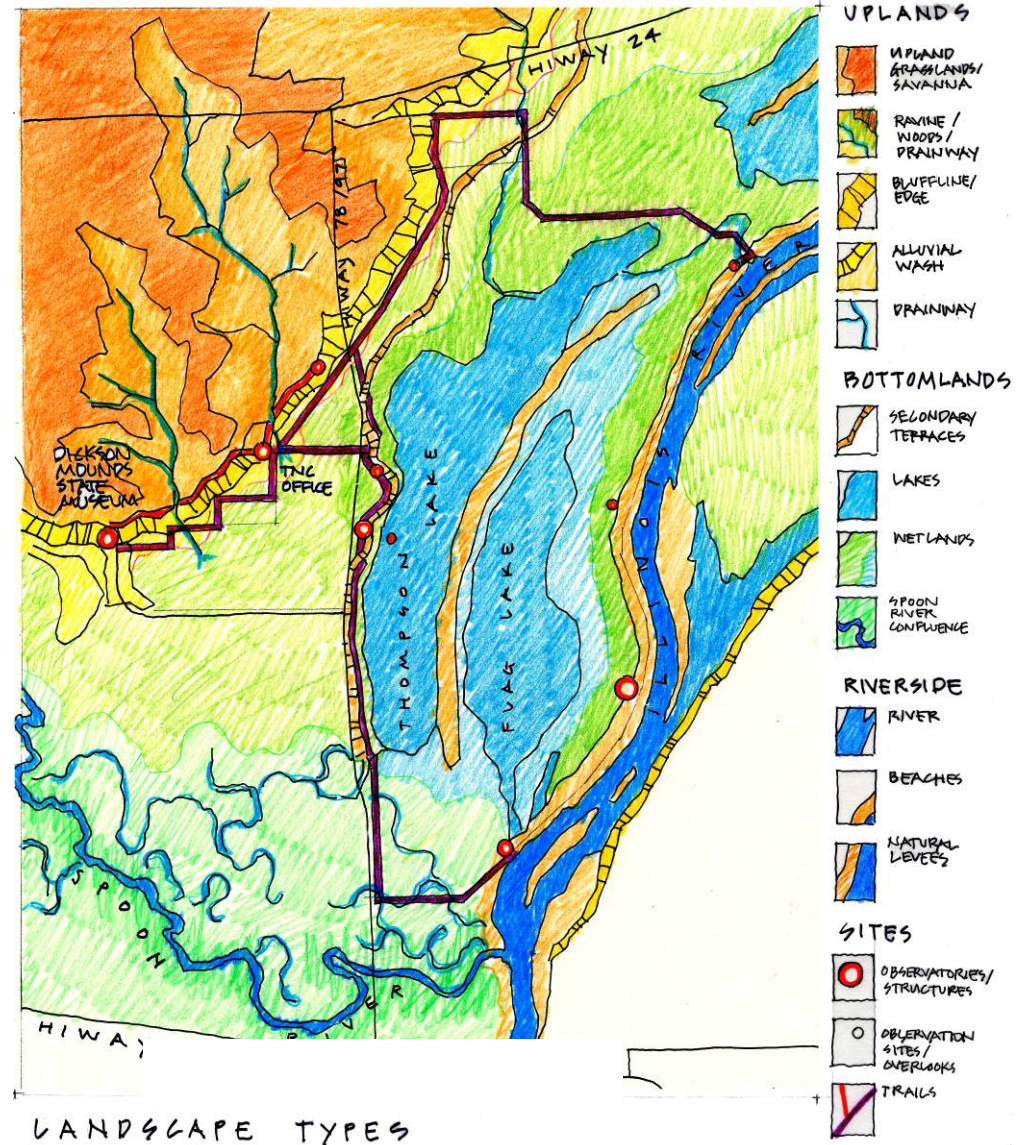 HIWAY 24
HIWAY 78/97
RIVER
ILLINOIS
DICKSON
MOUNDS
STATE
MUSEUM
TNC
OFFICE
THOMPSON LAKE
FLAG LAKE
SPOON
RIVER
HIWAY
LANDSCAPE TYPES
UPLANDS
UPLAND
GRASSLANDS/
SAVANNA
RAVINE /
WOODS /
DRAINWAY
BLUFFLINE/
EDGE
ALLUVIAL
WASH
DRAINWAY
BOTTOMLANDS
SECONDARY
TERRACES
LAKES
WETLANDS
SPOON
RIVER
CONFLUENCE
RIVERSIDE
RIVER
BEACHES
NATURAL
LEVEES
SITES
OBSERVATORIES/
STRUCTURES
OBSERVATION
SITES/
OVERLOOKS
TRAILS